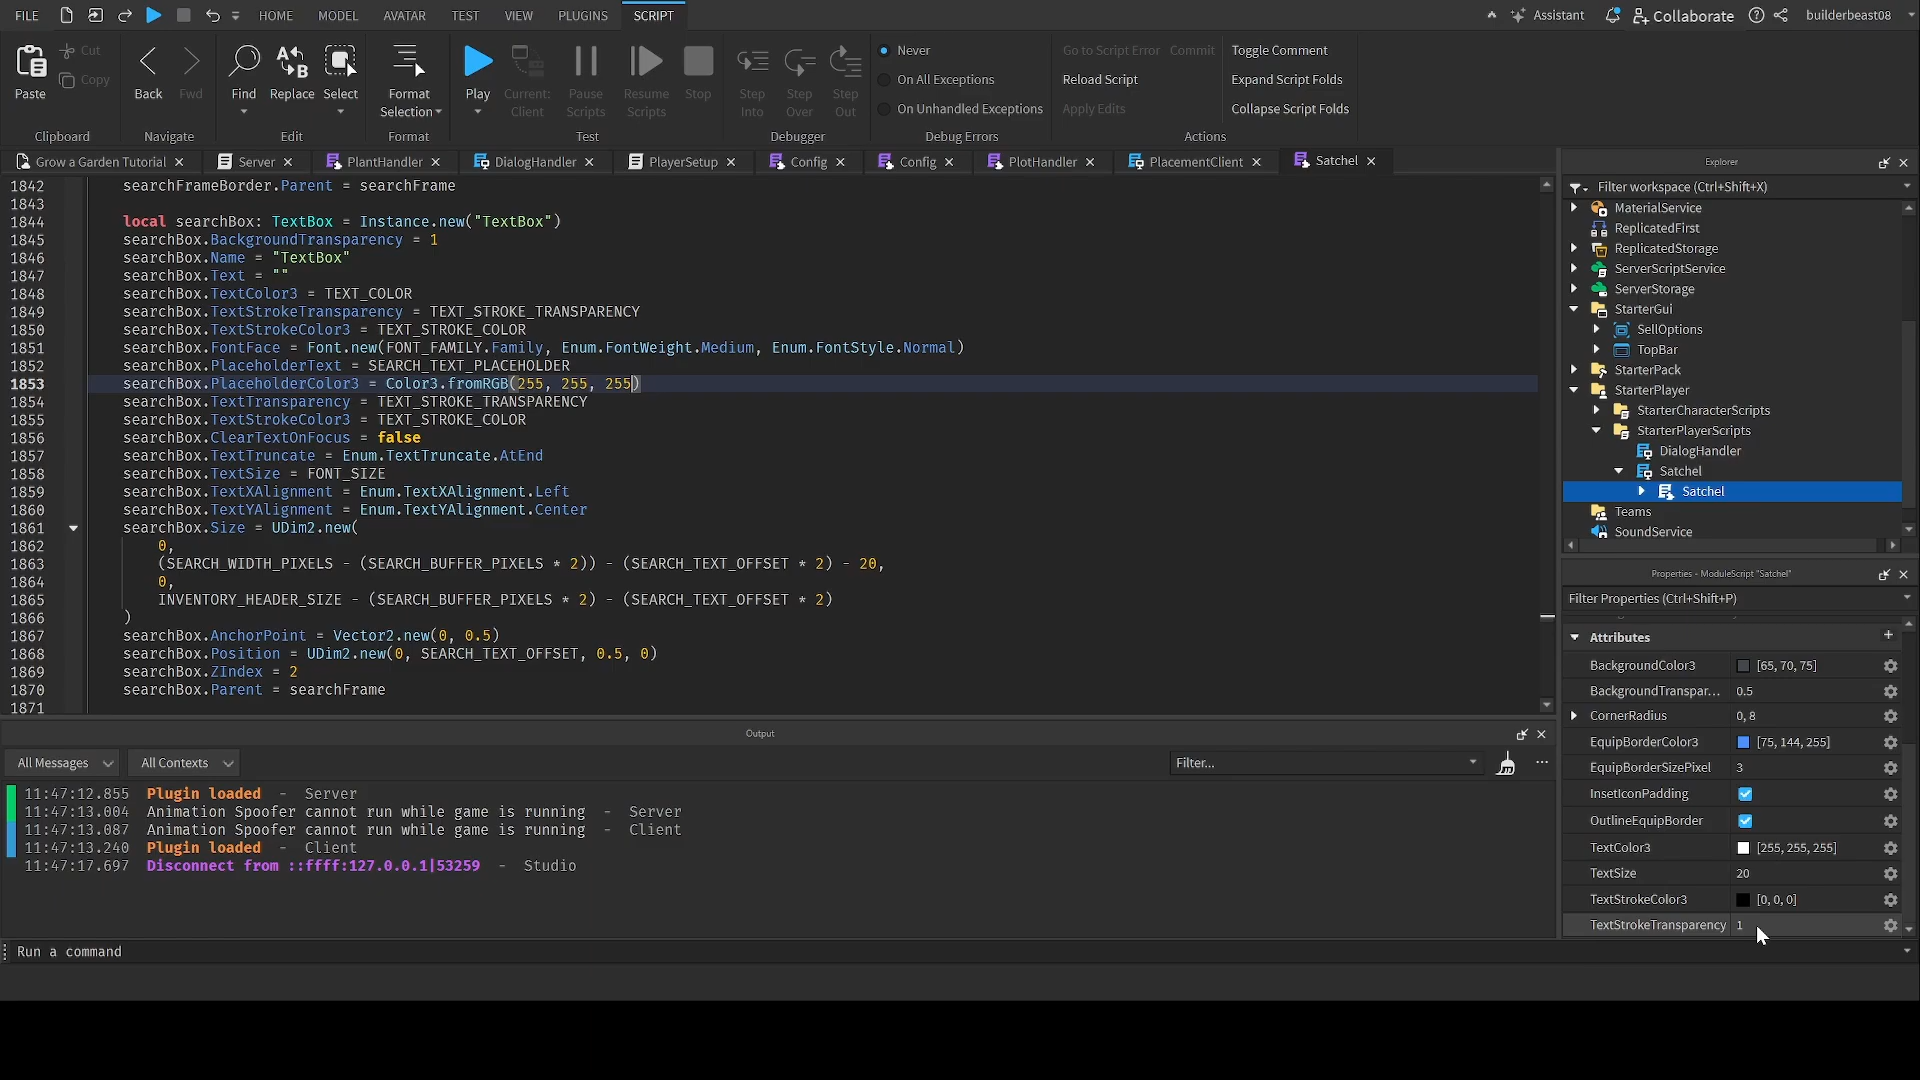 FILE HOME MODEL AVATAR TEST VIEW PLUGINS SCRIPT Assistant Collaborate builderbeast08
Paste Cut Copy Back Fwd Find Replace Select Format Selection Play Current: Client Pause Scripts Resume Scripts Stop Step Into Step Over Step Out
Never Go to Script Error Commit Toggle Comment
On All Exceptions Reload Script Expand Script Folds
On Unhandled Exceptions Apply Edits Collapse Script Folds
Clipboard Navigate Edit Format Test Debugger Debug Errors Actions
Grow a Garden Tutorial Server PlantHandler DialogHandler PlayerSetup Config Config PlotHandler PlacementClient Satchel
1842 searchFrameBorder.Parent = searchFrame
1843
1844 local searchBox: TextBox = Instance.new("TextBox")
1845 searchBox.BackgroundTransparency = 1
1846 searchBox.Name = "TextBox"
1847 searchBox.Text = ""
1848 searchBox.TextColor3 = TEXT_COLOR
1849 searchBox.TextStrokeTransparency = TEXT_STROKE_TRANSPARENCY
1850 searchBox.TextStrokeColor3 = TEXT_STROKE_COLOR
1851 searchBox.FontFace = Font.new(FONT_FAMILY.Family, Enum.FontWeight.Medium, Enum.FontStyle.Normal)
1852 searchBox.PlaceholderText = SEARCH_TEXT_PLACEHOLDER
1853 searchBox.PlaceholderColor3 = Color3.fromRGB(255, 255, 255)
1854 searchBox.TextTransparency = TEXT_STROKE_TRANSPARENCY
1855 searchBox.TextStrokeColor3 = TEXT_STROKE_COLOR
1856 searchBox.ClearTextOnFocus = false
1857 searchBox.TextTruncate = Enum.TextTruncate.AtEnd
1858 searchBox.TextSize = FONT_SIZE
1859 searchBox.TextXAlignment = Enum.TextXAlignment.Left
1860 searchBox.TextYAlignment = Enum.TextYAlignment.Center
1861 searchBox.Size = UDim2.new(
1862 0,
1863 (SEARCH_WIDTH_PIXELS - (SEARCH_BUFFER_PIXELS * 2)) - (SEARCH_TEXT_OFFSET * 2) - 20,
1864 0,
1865 INVENTORY_HEADER_SIZE - (SEARCH_BUFFER_PIXELS * 2) - (SEARCH_TEXT_OFFSET * 2)
1866 )
1867 searchBox.AnchorPoint = Vector2.new(0, 0.5)
1868 searchBox.Position = UDim2.new(0, SEARCH_TEXT_OFFSET, 0.5, 0)
1869 searchBox.ZIndex = 2
1870 searchBox.Parent = searchFrame
1871
Output
All Messages All Contexts Filter...
11:47:12.855 Plugin loaded - Server
11:47:13.004 Animation Spoofer cannot run while game is running - Server
11:47:13.087 Animation Spoofer cannot run while game is running - Client
11:47:13.240 Plugin loaded - Client
11:47:17.697 Disconnect from ::ffff:127.0.0.1|53259 - Studio
Run a command
Explorer
Filter workspace (Ctrl+Shift+X)
MaterialService
ReplicatedFirst
ReplicatedStorage
ServerScriptService
ServerStorage
StarterGui
SellOptions
TopBar
StarterPack
StarterPlayer
StarterCharacterScripts
StarterPlayerScripts
DialogHandler
Satchel
Satchel
Teams
SoundService
Properties - ModuleScript "Satchel"
Filter Properties (Ctrl+Shift+P)
Attributes
BackgroundColor3 [65, 70, 75]
BackgroundTranspar... 0.5
CornerRadius 0, 8
EquipBorderColor3 [75, 144, 255]
EquipBorderSizePixel 3
InsetIconPadding
OutlineEquipBorder
TextColor3 [255, 255, 255]
TextSize 20
TextStrokeColor3 [0, 0, 0]
TextStrokeTransparency 1